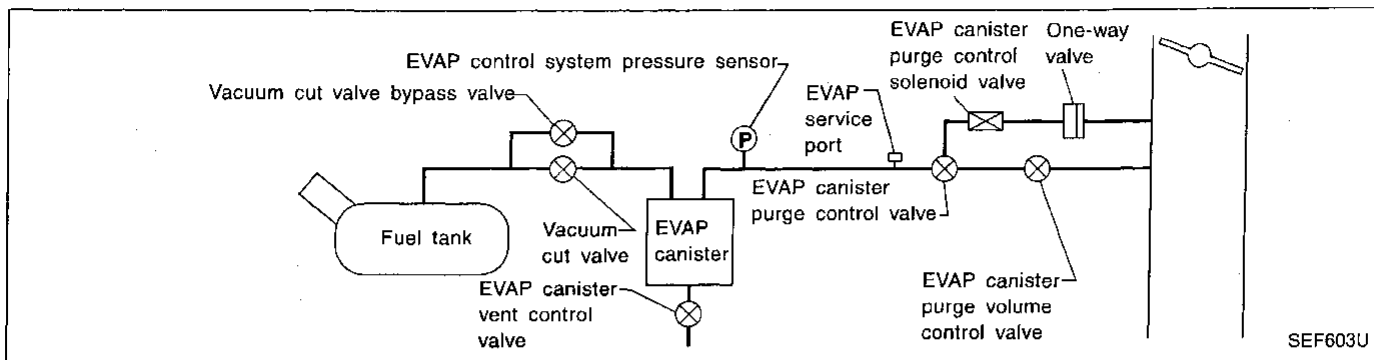 EVAP canister
purge control
solenoid valve
One-way
valve
EVAP control system pressure sensor
Vacuum cut valve bypass valve
EVAP
service
port
P
EVAP canister
purge control valve
Fuel tank
Vacuum
cut valve
EVAP
canister
EVAP canister
vent control
valve
EVAP canister
purge volume
control valve
SEF603U